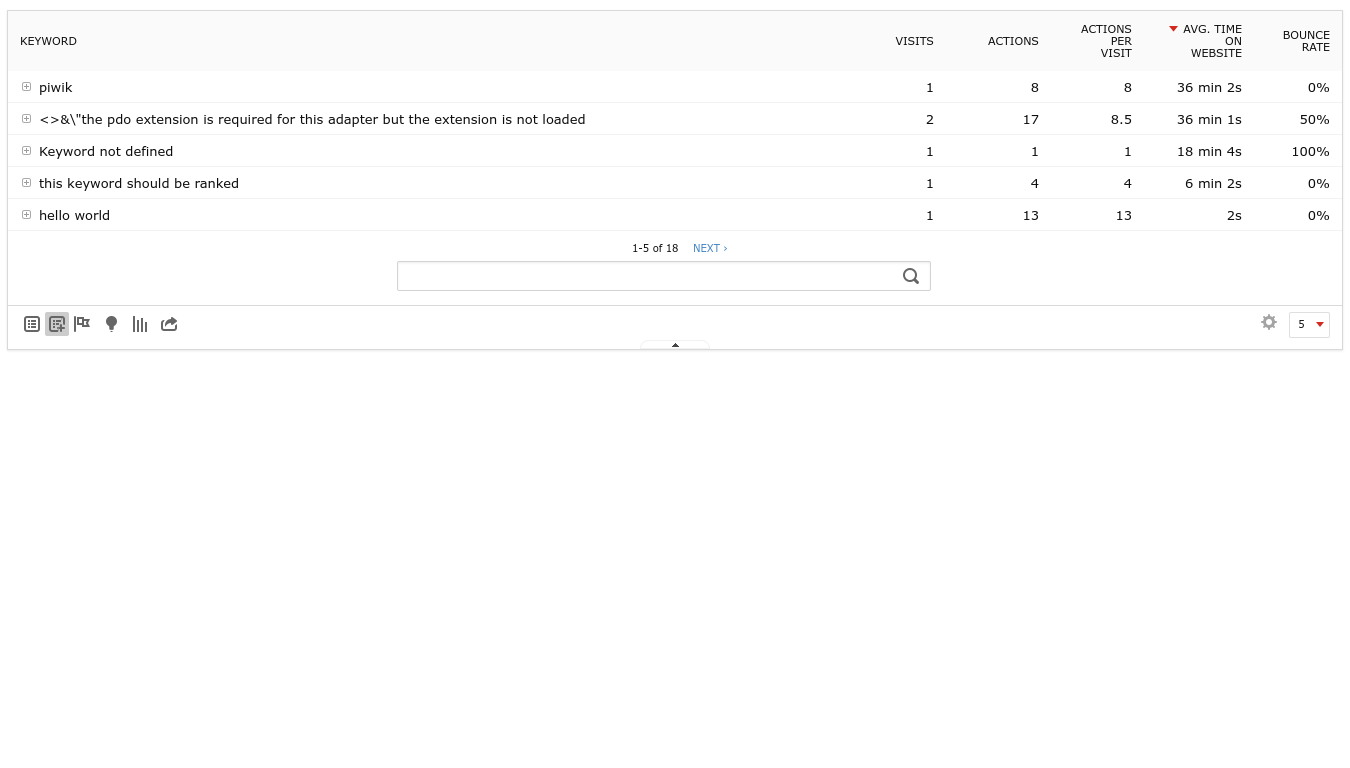 KEYWORD VISITS ACTIONS ACTIONS PER VISIT AVG. TIME ON WEBSITE BOUNCE RATE
piwik 1 8 8 36 min 2s 0%
<>&\"the pdo extension is required for this adapter but the extension is not loaded 2 17 8.5 36 min 1s 50%
Keyword not defined 1 1 1 18 min 4s 100%
this keyword should be ranked 1 4 4 6 min 2s 0%
hello world 1 13 13 2s 0%
1-5 of 18 NEXT ›
5